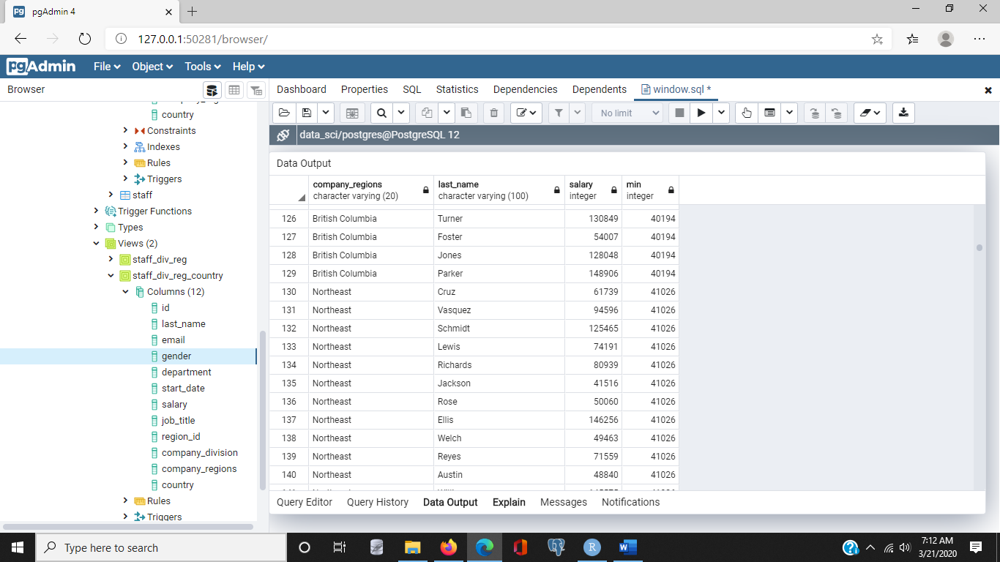 pgAdmin 4
127.0.0.1:50281/browser/
pgAdmin File Object Tools Help
Browser
Dashboard Properties SQL Statistics Dependencies Dependents window.sql *
country
Constraints
Indexes
Rules
Triggers
staff
Trigger Functions
Types
Views (2)
staff_div_reg
staff_div_reg_country
Columns (12)
id
last_name
email
gender
department
start_date
salary
job_title
region_id
company_division
company_regions
country
Rules
Triggers
No limit
data_sci/postgres@PostgreSQL 12
Data Output
company_regions last_name salary min
character varying (20) character varying (100) integer integer
126 British Columbia Turner 130849 40194
127 British Columbia Foster 54007 40194
128 British Columbia Jones 128048 40194
129 British Columbia Parker 148906 40194
130 Northeast Cruz 61739 41026
131 Northeast Vasquez 94596 41026
132 Northeast Schmidt 125465 41026
133 Northeast Lewis 74191 41026
134 Northeast Richards 80939 41026
135 Northeast Jackson 41516 41026
136 Northeast Rose 50060 41026
137 Northeast Ellis 146256 41026
138 Northeast Welch 49463 41026
139 Northeast Reyes 71559 41026
140 Northeast Austin 48840 41026
Query Editor Query History Data Output Explain Messages Notifications
Type here to search
7:12 AM
3/21/2020